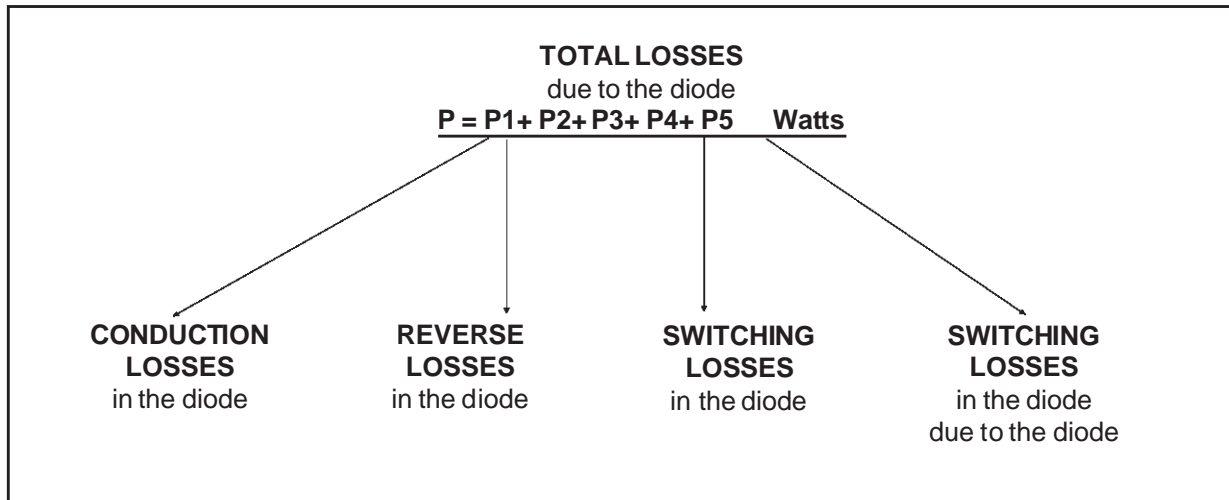 TOTAL LOSSES
due to the diode
P = P1+ P2+ P3+ P4+ P5 Watts
CONDUCTION
LOSSES
in the diode
REVERSE
LOSSES
in the diode
SWITCHING
LOSSES
in the diode
SWITCHING
LOSSES
in the diode
due to the diode